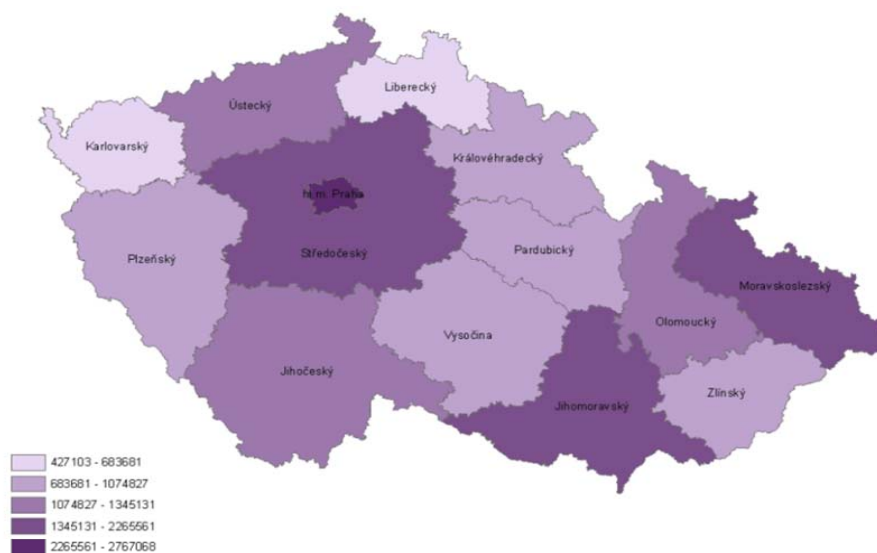 Liberecký
Ústecký
Karlovarský
Královéhradecký
hl.m. Praha
Pardubický
Středočeský
Plzeňský
Moravskoslezský
Olomoucký
Vysočina
Jihočeský
Zlínský
Jihomoravský
427103 - 683681
683681 - 1074827
1074827 - 1345131
1345131 - 2265561
2265561 - 2767068